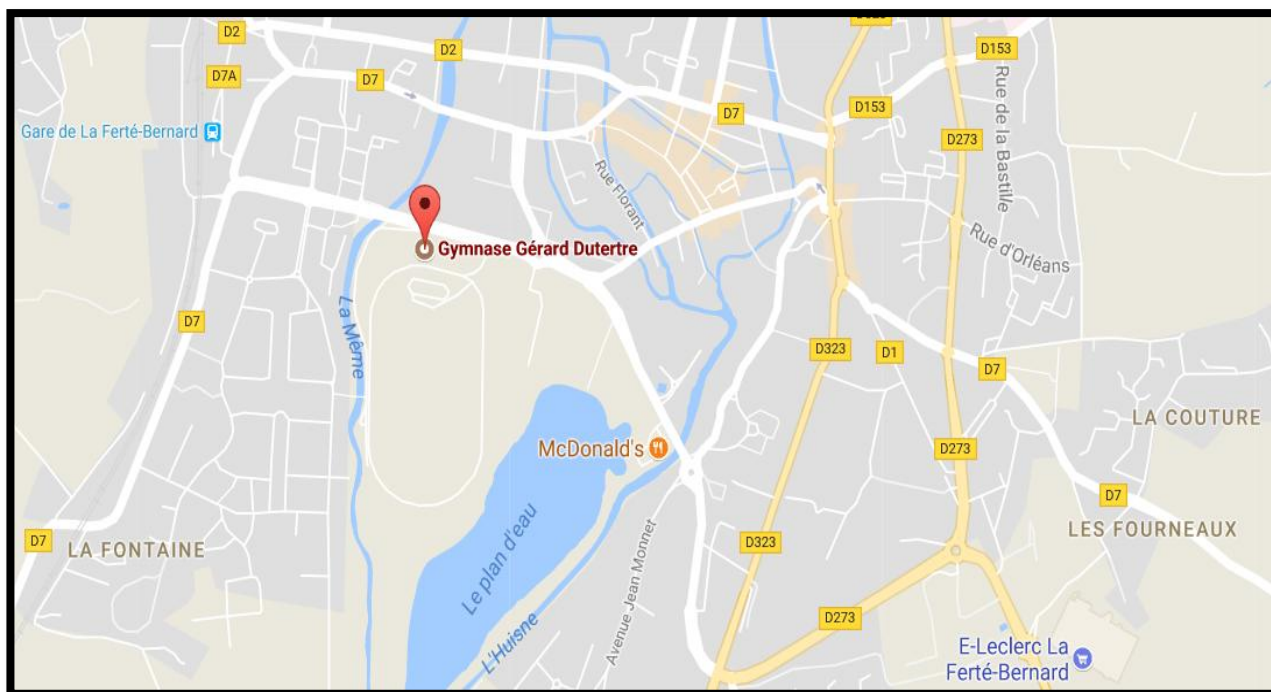 D323
D2
D2
D153
D7A
D7
D7
D153
Gare de La Ferté-Bernard
D273
Rue de la Bastille
Rue Florant
Gymnase Gérard Dutertre
Rue d'Orléans
La Même
D7
D323
D1
D7
LA COUTURE
McDonald's
D273
D7
D7
LA FONTAINE
Le plan d'eau
D323
LES FOURNEAUX
Avenue Jean Monnet
L'Huisne
D273
E-Leclerc La
Ferté-Bernard